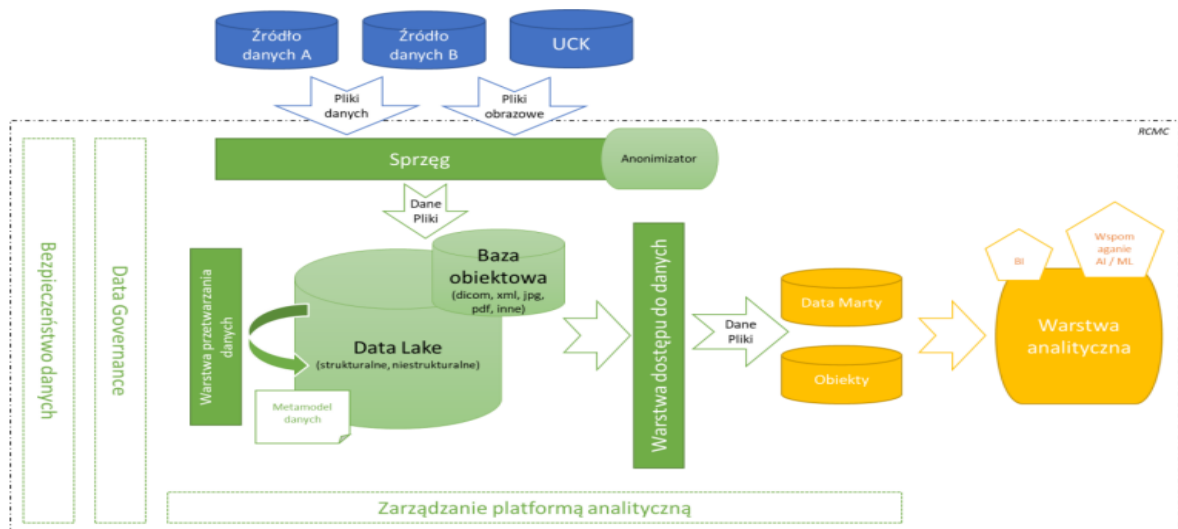 Źródło
danych A
Źródło
danych B
UCK
Pliki
danych
Pliki
obrazowe
RCMC
Sprzęg
Anonimizator
Dane
Pliki
Bezpieczeństwo danych
Data Governance
Warstwa przetwarzania
danych
Baza
obiektowa
(dicom, xml, jpg,
pdf, inne)
Data Lake
(strukturalne, niestrukturalne)
Metamodel
danych
Warstwa dostępu do danych
Dane
Pliki
Data Marty
Obiekty
BI
Wspom
aganie
AI / ML
Warstwa
analityczna
Zarządzanie platformą analityczną